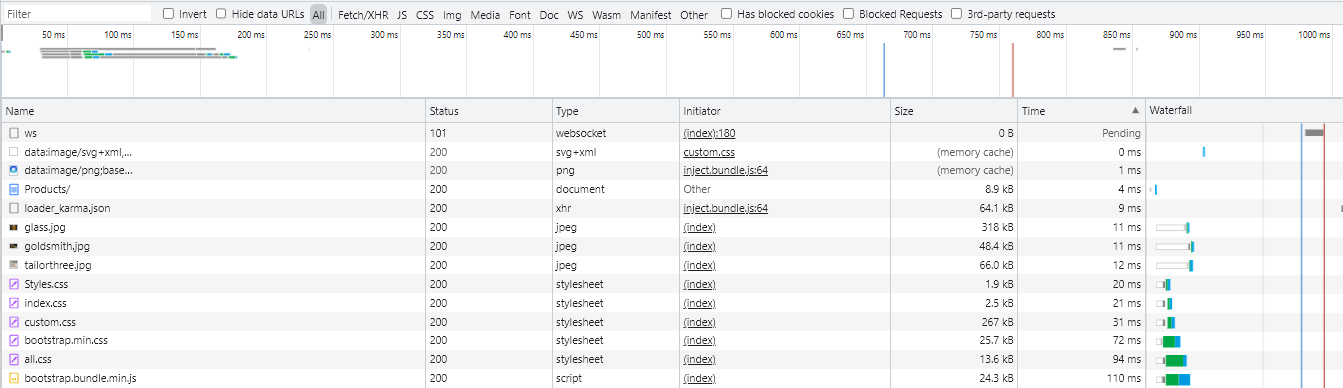 Filter Invert Hide data URLs All Fetch/XHR JS CSS Img Media Font Doc WS Wasm Manifest Other Has blocked cookies Blocked Requests 3rd-party requests
50 ms 100 ms 150 ms 200 ms 250 ms 300 ms 350 ms 400 ms 450 ms 500 ms 550 ms 600 ms 650 ms 700 ms 750 ms 800 ms 850 ms 900 ms 950 ms 1000 ms
Name Status Type Initiator Size Time Waterfall
ws 101 websocket (index):180 0 B Pending
data:image/svg+xml,... 200 svg+xml custom.css (memory cache) 0 ms
data:image/png;base... 200 png inject.bundle.js:64 (memory cache) 1 ms
Products/ 200 document Other 8.9 kB 4 ms
loader_karma.json 200 xhr inject.bundle.js:64 64.1 kB 9 ms
glass.jpg 200 jpeg (index) 318 kB 11 ms
goldsmith.jpg 200 jpeg (index) 48.4 kB 11 ms
tailorthree.jpg 200 jpeg (index) 66.0 kB 12 ms
Styles.css 200 stylesheet (index) 1.9 kB 20 ms
index.css 200 stylesheet (index) 2.5 kB 21 ms
custom.css 200 stylesheet (index) 267 kB 31 ms
bootstrap.min.css 200 stylesheet (index) 25.7 kB 72 ms
all.css 200 stylesheet (index) 13.6 kB 94 ms
bootstrap.bundle.min.js 200 script (index) 24.3 kB 110 ms